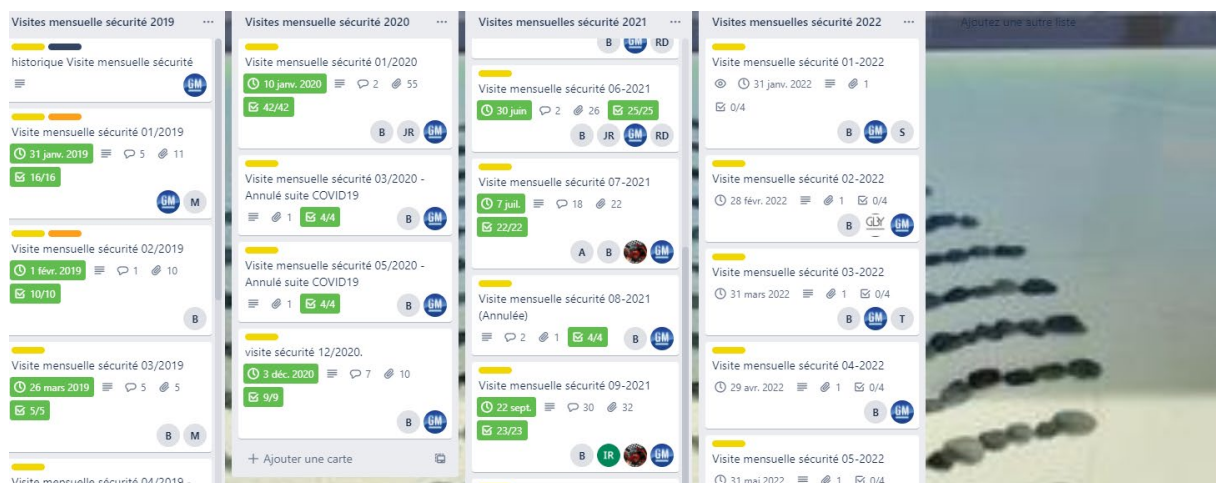 Visites mensuelle sécurité 2019 ...
historique Visite mensuelle sécurité
GM
Visite mensuelle sécurité 01/2019
31 janv. 2019 5 11
16/16
GM M
Visite mensuelle sécurité 02/2019
1 févr. 2019 1 10
10/10
B
Visite mensuelle sécurité 03/2019
26 mars 2019 5 5
5/5
B M
Visite mensuelle sécurité 04/2019 -
Visites mensuelle sécurité 2020 ...
Visite mensuelle sécurité 01/2020
10 janv. 2020 2 55
42/42
B JR GM
Visite mensuelle sécurité 03/2020 -
Annulé suite COVID19
1 4/4 B GM
Visite mensuelle sécurité 05/2020 -
Annulé suite COVID19
1 4/4 B GM
visite sécurité 12/2020.
3 déc. 2020 7 10
9/9
B GM
+ Ajouter une carte
Visites mensuelles sécurité 2021 ...
B GM RD
Visite mensuelle sécurité 06-2021
30 juin 2 26 25/25
B JR GM RD
Visite mensuelle sécurité 07-2021
7 juil. 18 22
22/22
A B GM
Visite mensuelle sécurité 08-2021
(Annulée)
2 1 4/4 B GM
Visite mensuelle sécurité 09-2021
22 sept. 30 32
23/23
B IR GM
Visites mensuelles sécurité 2022 ...
Visite mensuelle sécurité 01-2022
31 janv. 2022 1
0/4
B GM S
Visite mensuelle sécurité 02-2022
28 févr. 2022 1 0/4
B GM
Visite mensuelle sécurité 03-2022
31 mars 2022 1 0/4
B GM T
Visite mensuelle sécurité 04-2022
29 avr. 2022 1 0/4
B GM
Visite mensuelle sécurité 05-2022
31 mai 2022 1 0/4
Ajoutez une autre liste